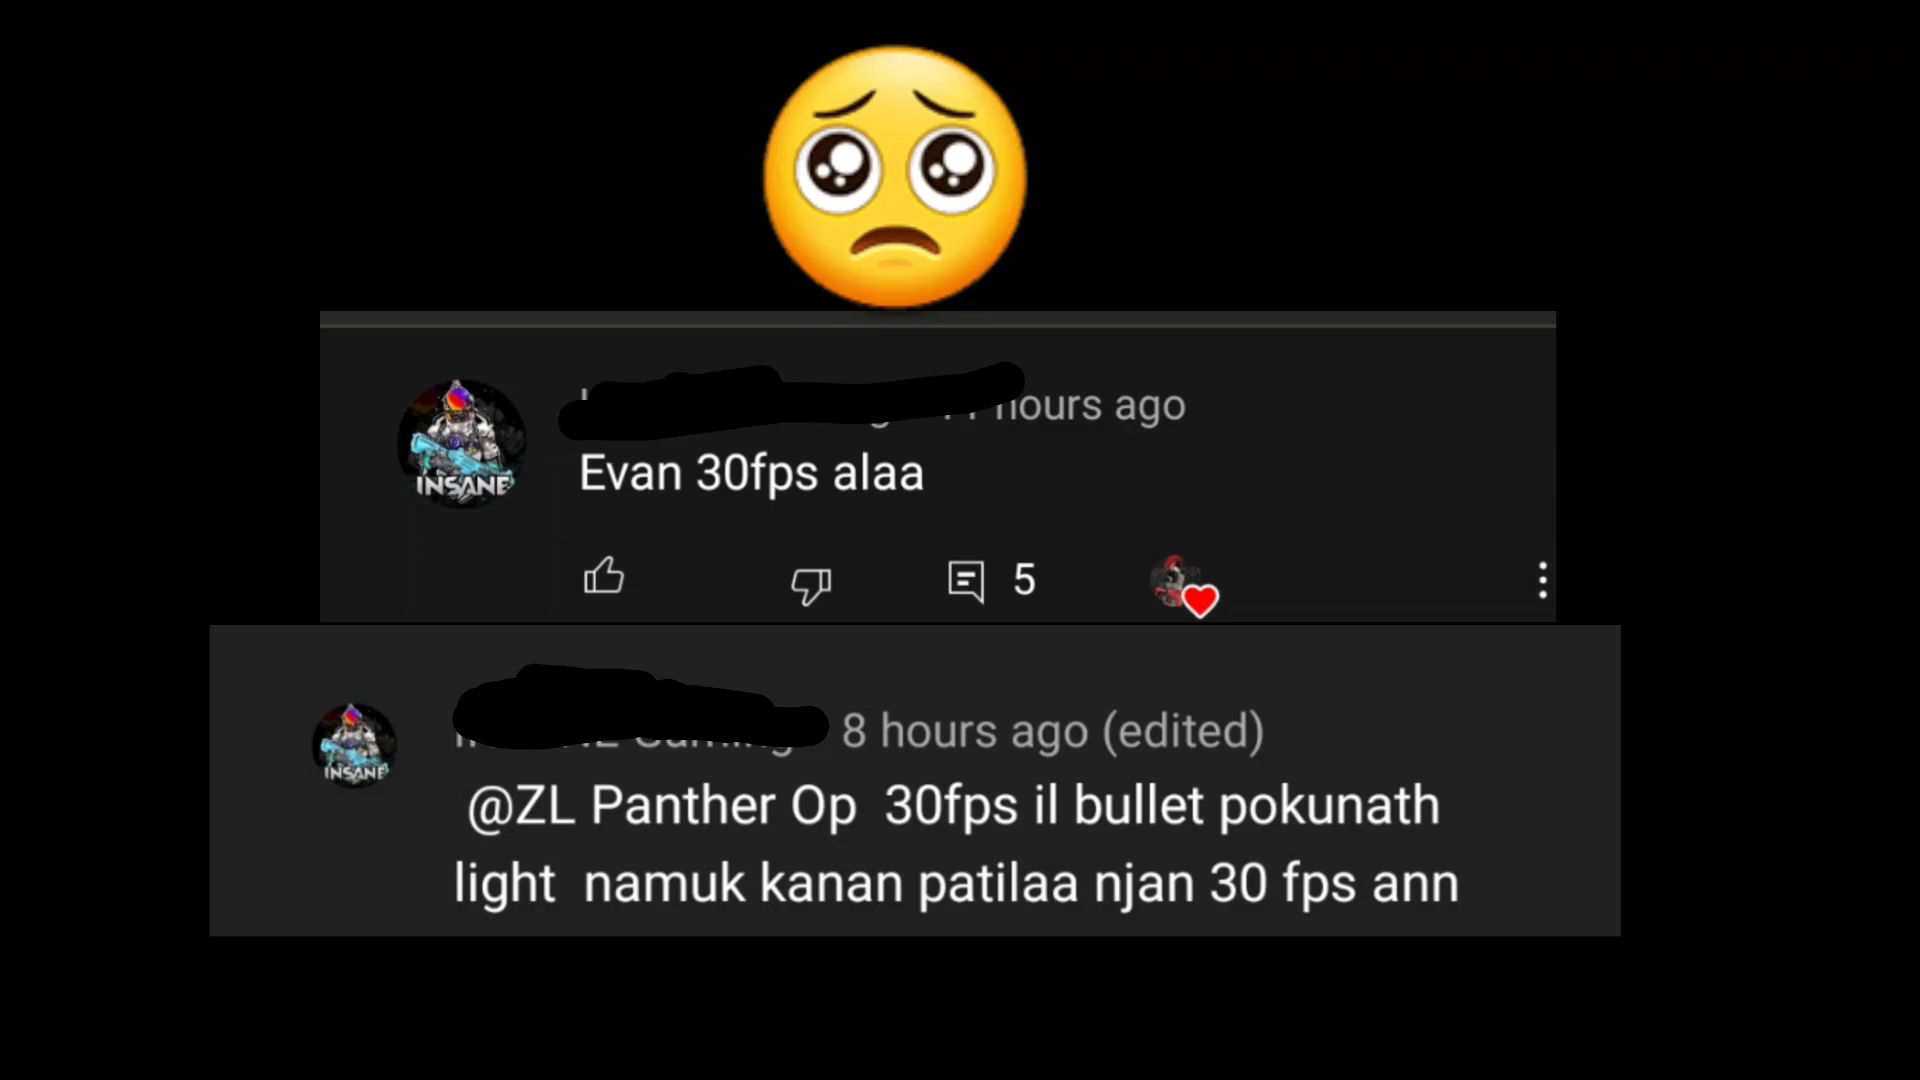 hours ago
INSANE
Evan 30fps alaa
5
8 hours ago (edited)
INSANE
@ZL Panther Op 30fps il bullet pokunath
light namuk kanan patilaa njan 30 fps ann